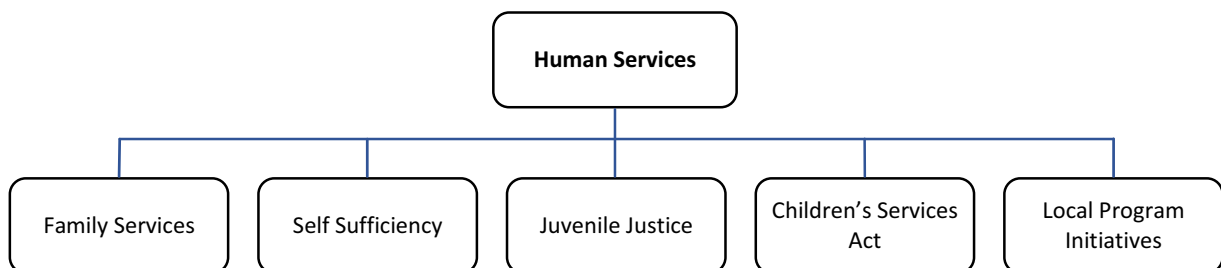 Human Services
Family Services
Self Sufficiency
Juvenile Justice
Children’s Services
Act
Local Program
Initiatives